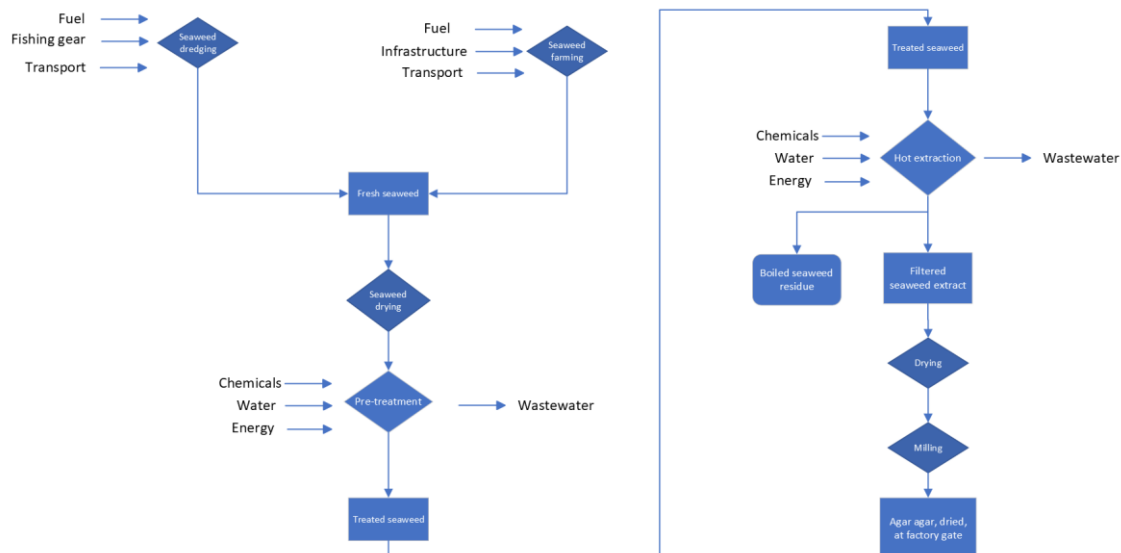 Fuel
Fishing gear
Transport
Seaweed
dredging
Fuel
Infrastructure
Transport
Seaweed
farming
Fresh seaweed
Seaweed
drying
Chemicals
Water
Energy
Pre-treatment
Wastewater
Treated seaweed
Treated seaweed
Chemicals
Water
Energy
Hot extraction
Wastewater
Boiled seaweed
residue
Filtered
seaweed extract
Drying
Milling
Agar agar, dried,
at factory gate